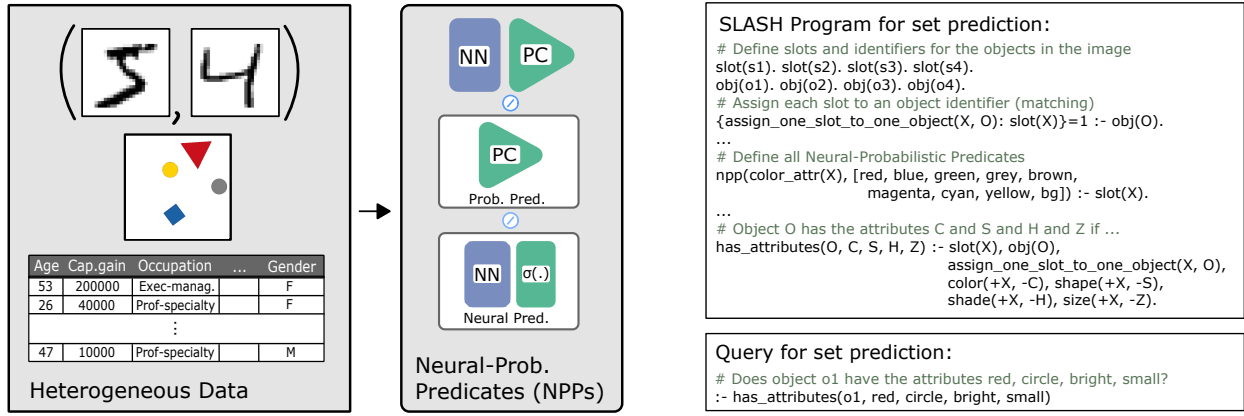 ( 5 , 4 )
Age Cap.gain Occupation ... Gender
53 200000 Exec-manag. F
26 40000 Prof-specialty F
⋮
47 10000 Prof-specialty M
Heterogeneous Data
NN PC
PC
Prob. Pred.
NN σ(.)
Neural Pred.
Neural-Prob.
Predicates (NPPs)
SLASH Program for set prediction:
# Define slots and identifiers for the objects in the image
slot(s1). slot(s2). slot(s3). slot(s4).
obj(o1). obj(o2). obj(o3). obj(o4).
# Assign each slot to an object identifier (matching)
{assign_one_slot_to_one_object(X, O): slot(X)}=1 :- obj(O).
...
# Define all Neural-Probabilistic Predicates
npp(color_attr(X), [red, blue, green, grey, brown,
magenta, cyan, yellow, bg]) :- slot(X).
...
# Object O has the attributes C and S and H and Z if ...
has_attributes(O, C, S, H, Z) :- slot(X), obj(O),
assign_one_slot_to_one_object(X, O),
color(+X, -C), shape(+X, -S),
shade(+X, -H), size(+X, -Z).
Query for set prediction:
# Does object o1 have the attributes red, circle, bright, small?
:- has_attributes(o1, red, circle, bright, small)